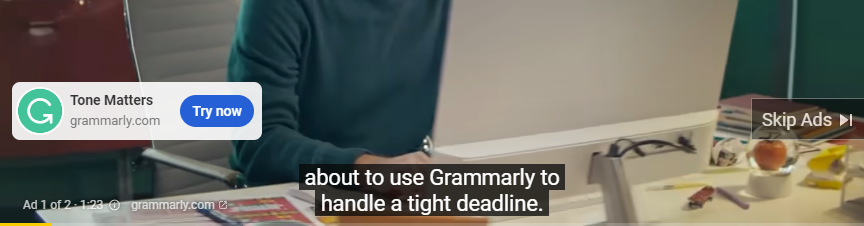 Tone Matters
grammarly.com
Try now
Skip Ads
about to use Grammarly to
handle a tight deadline.
Ad 1 of 2 · 1:23
grammarly.com